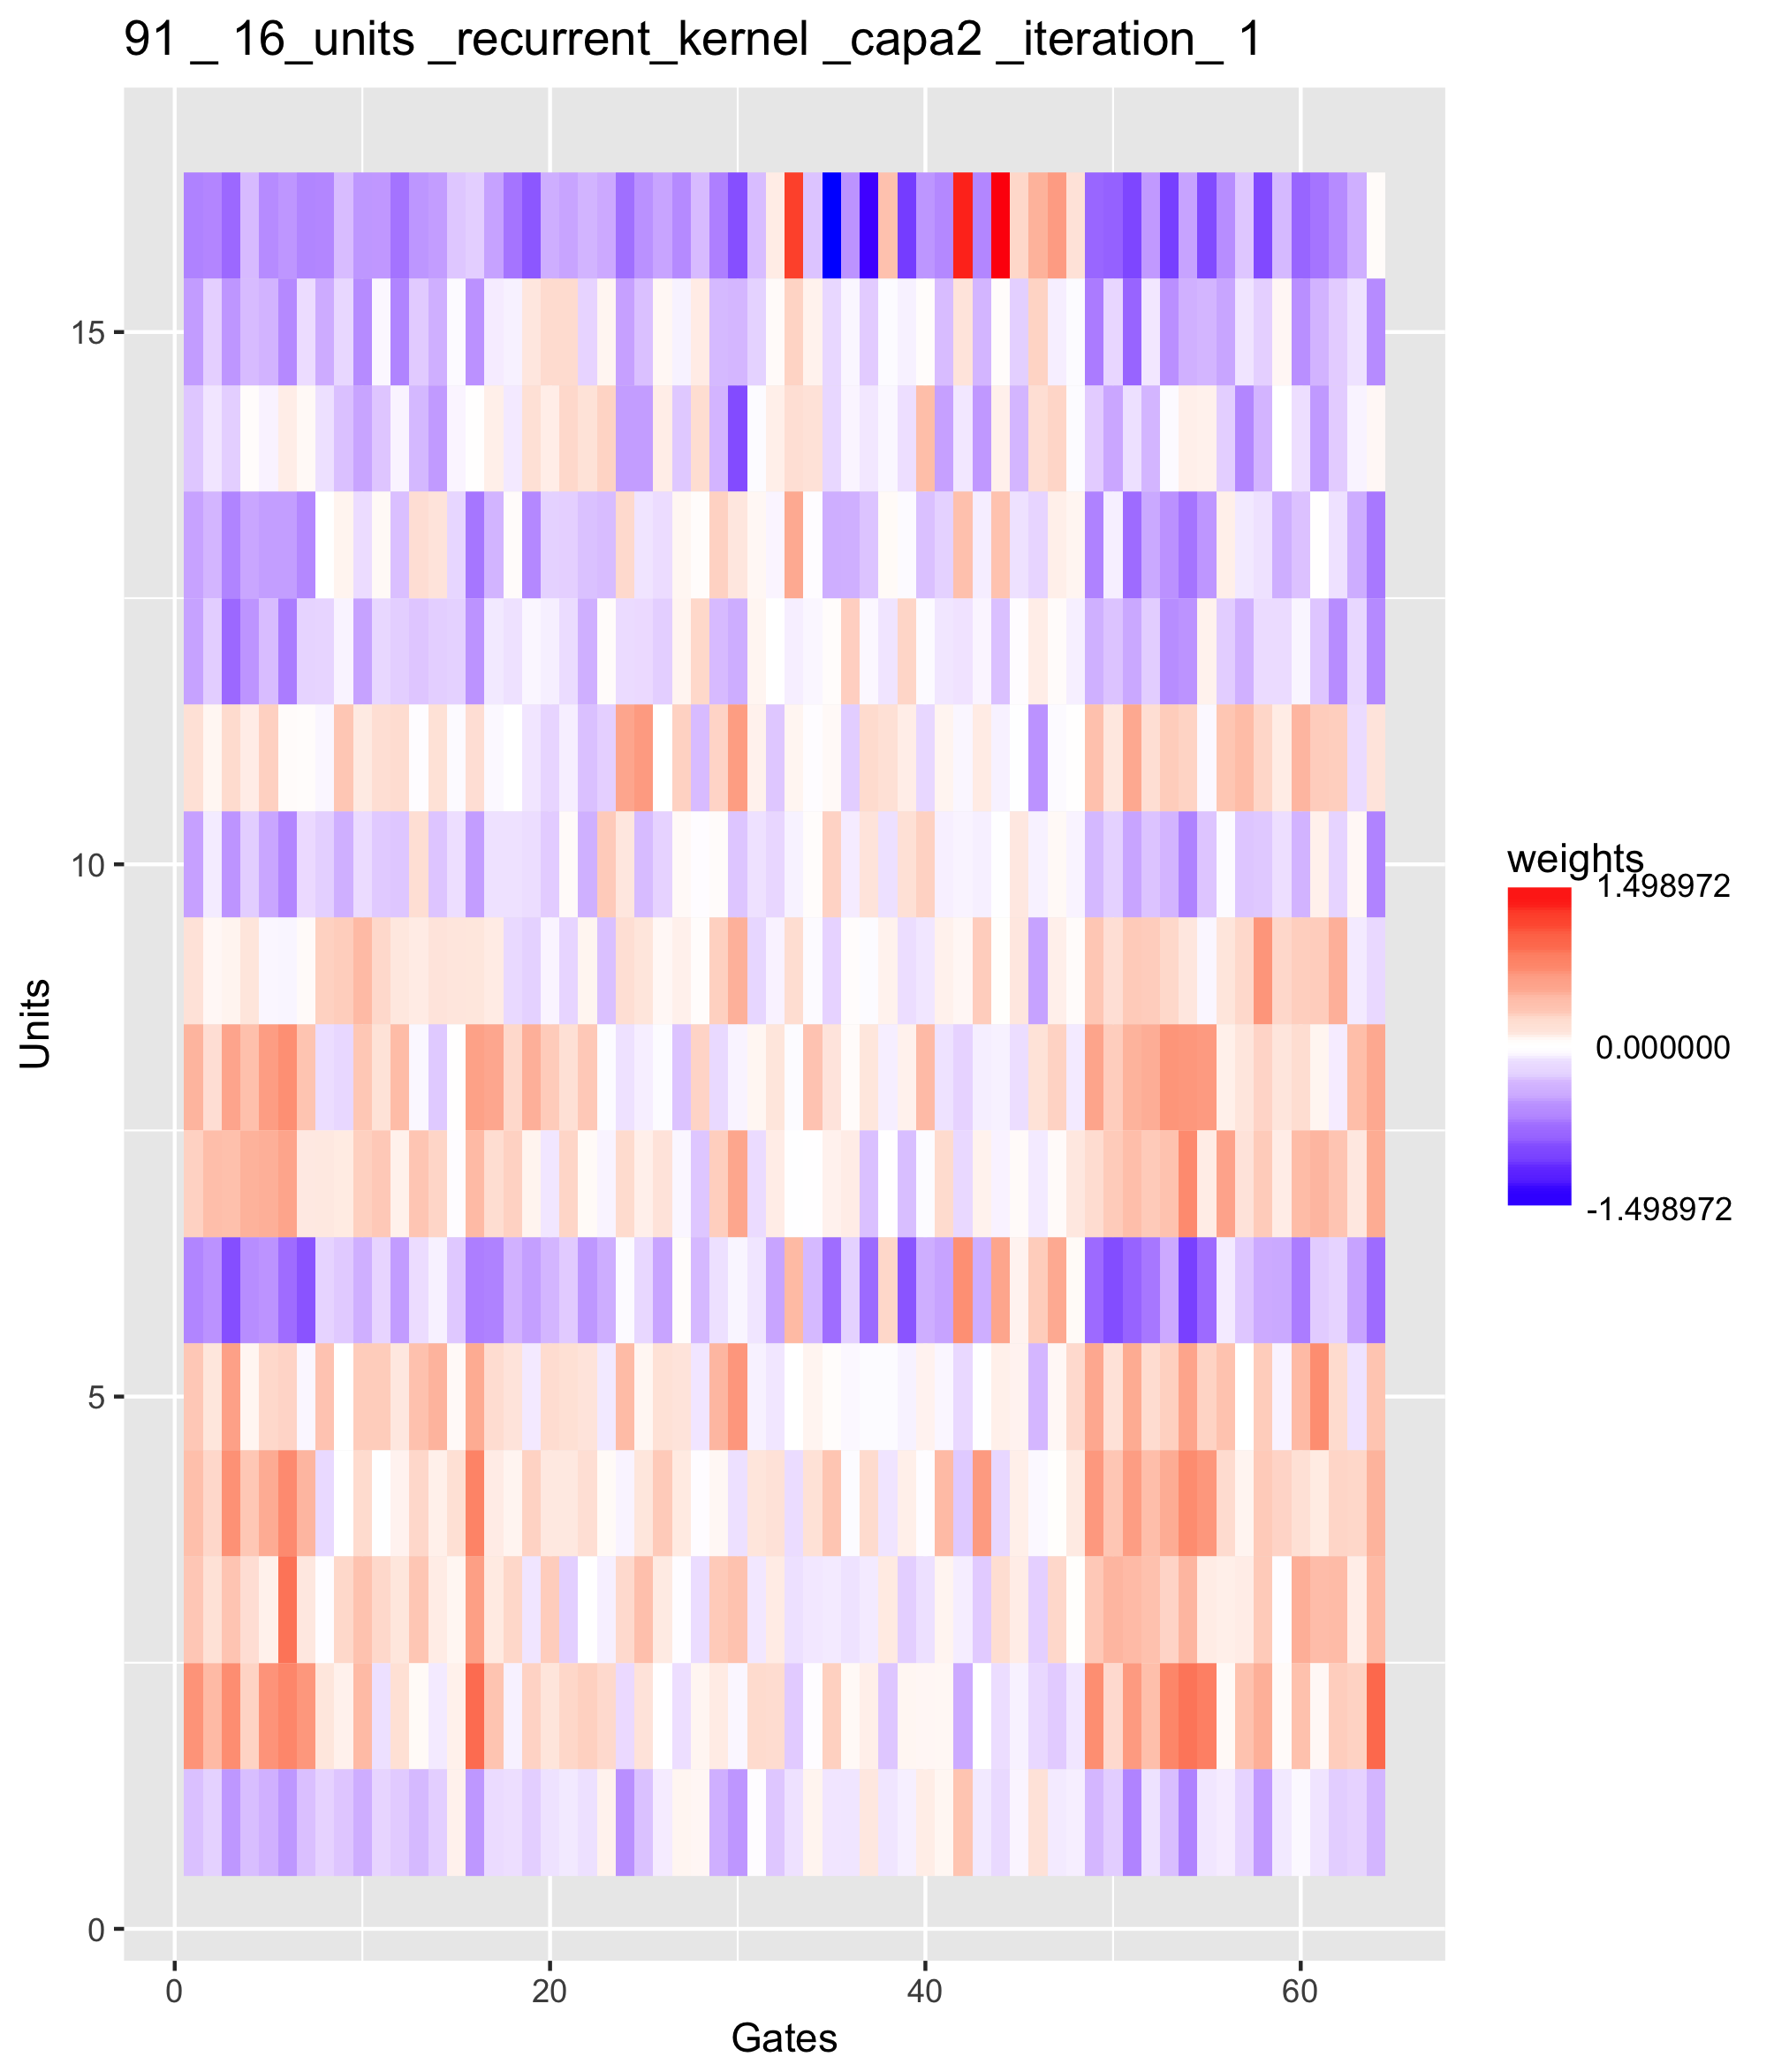 91 _ 16_units _recurrent_kernel _capa2 _iteration_ 1
15
10
5
0
Units
0 20 40 60
Gates
weights
1.498972
0.000000
-1.498972